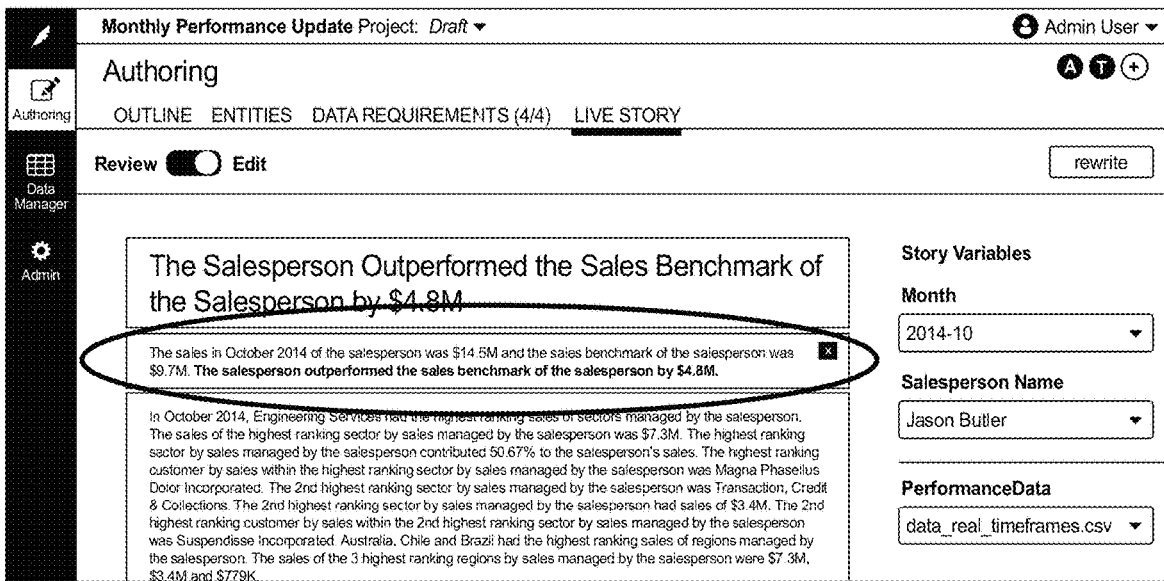 Monthly Performance Update Project: Draft
Admin User
Authoring
A T +
Authoring
OUTLINE ENTITIES DATA REQUIREMENTS (4/4) LIVE STORY
Review Edit
rewrite
Data
Manager
Admin
The Salesperson Outperformed the Sales Benchmark of
the Salesperson by $4.8M
The sales in October 2014 of the salesperson was $14.5M and the sales benchmark of the salesperson was
$9.7M. The salesperson outperformed the sales benchmark of the salesperson by $4.8M.
x
In October 2014, Engineering Services had the highest ranking sales of sectors managed by the salesperson.
The sales of the highest ranking sector by sales managed by the salesperson was $7.3M. The highest ranking
sector by sales managed by the salesperson contributed 50.67% to the salesperson's sales. The highest ranking
customer by sales within the highest ranking sector by sales managed by the salesperson was Magna Phasellus
Dolor Incorporated. The 2nd highest ranking sector by sales managed by the salesperson was Transaction, Credit
& Collections. The 2nd highest ranking sector by sales managed by the salesperson had sales of $3.4M. The 2nd
highest ranking customer by sales within the 2nd highest ranking sector by sales managed by the salesperson
was Suspendisse Incorporated. Australia, Chile and Brazil had the highest ranking sales of regions managed by
the salesperson. The sales of the 3 highest ranking regions by sales managed by the salesperson were $7.3M,
$3.4M and $779K.
Story Variables
Month
2014-10
Salesperson Name
Jason Butler
PerformanceData
data_real_timeframes.csv